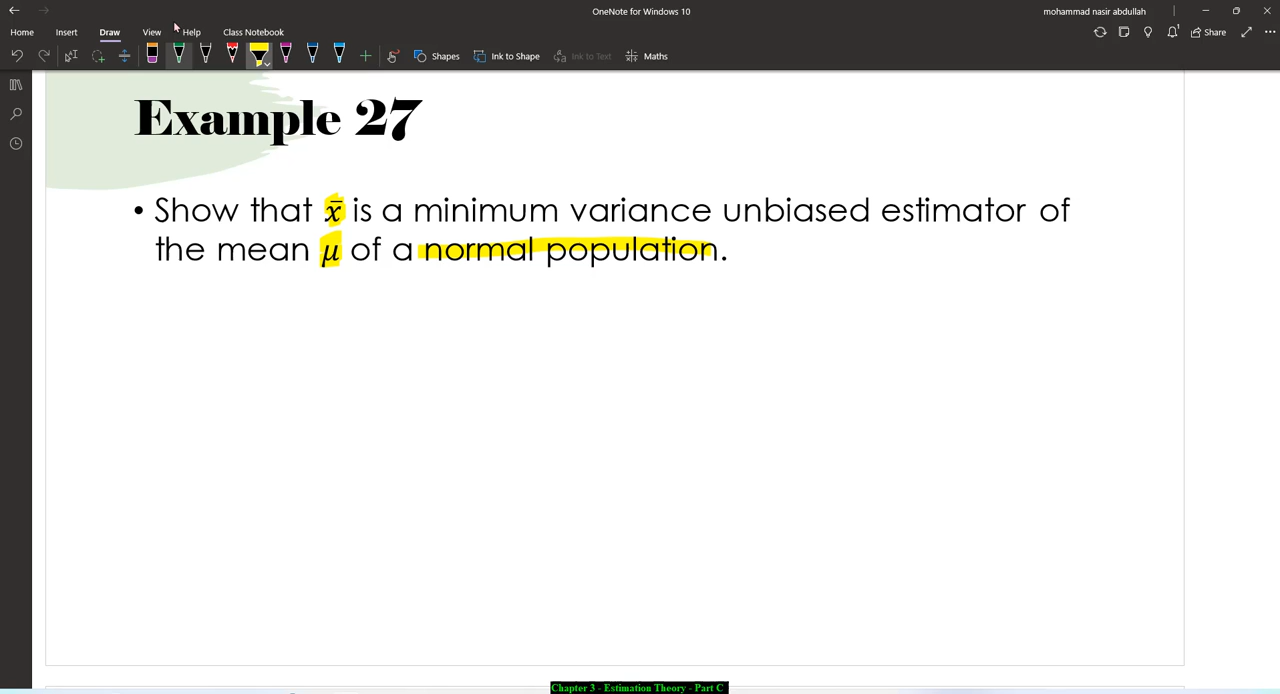 OneNote for Windows 10
mohammad nasir abdullah
Home Insert Draw View Help Class Notebook
1 Share
Shapes Ink to Shape Ink to Text Maths
Example 27
• Show that x̄ is a minimum variance unbiased estimator of
the mean μ of a normal population.
Chapter 3 - Estimation Theory - Part C